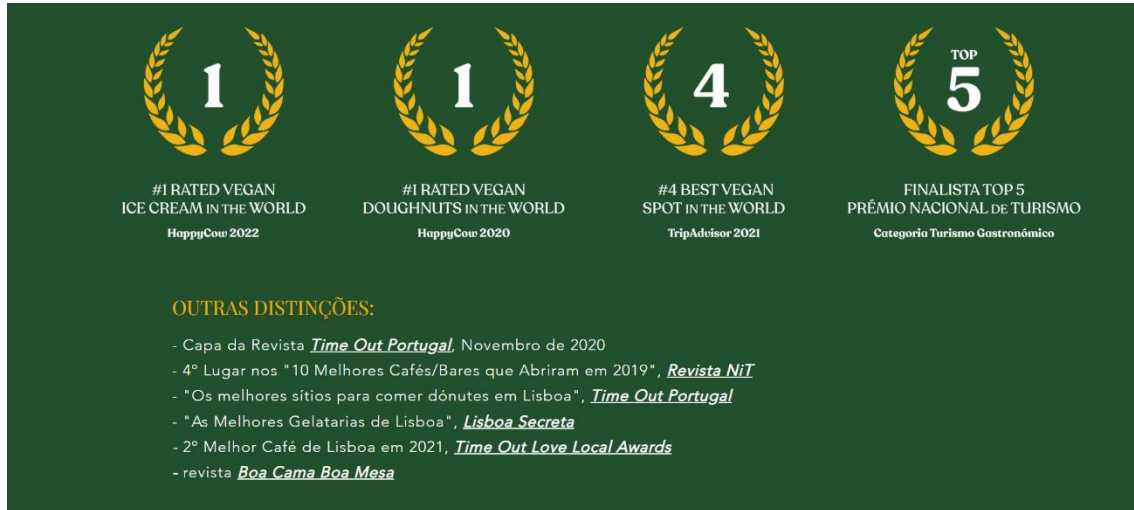 1
1
4
TOP
5
#1 RATED VEGAN
ICE CREAM IN THE WORLD
HappyCow 2022
#1 RATED VEGAN
DOUGHNUTS IN THE WORLD
HappyCow 2020
#4 BEST VEGAN
SPOT IN THE WORLD
TripAdvisor 2021
FINALISTA TOP 5
PRÉMIO NACIONAL DE TURISMO
Categoria Turismo Gastronómico
OUTRAS DISTINÇÕES:
- Capa da Revista Time Out Portugal, Novembro de 2020
- 4º Lugar nos "10 Melhores Cafés/Bares que Abriram em 2019", Revista NiT
- "Os melhores sítios para comer dónutes em Lisboa", Time Out Portugal
- "As Melhores Gelatarias de Lisboa", Lisboa Secreta
- 2º Melhor Café de Lisboa em 2021, Time Out Love Local Awards
- revista Boa Cama Boa Mesa